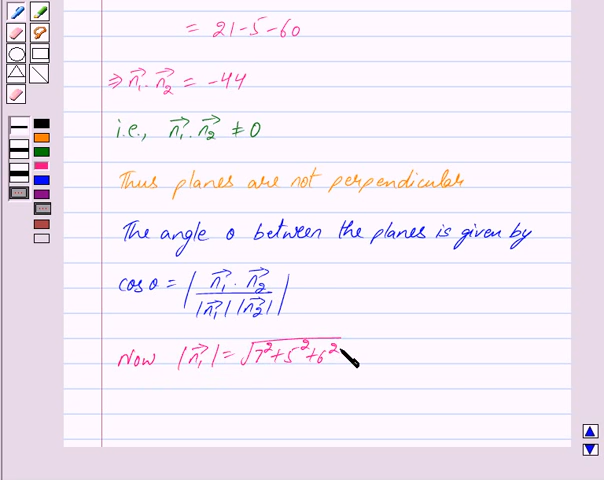 = 21-5-60
⇒ n₁⃗ . n₂⃗ = -44
i.e., n₁⃗ . n₂⃗ ≠ 0
Thus planes are not perpendicular
The angle θ between the planes is given by
cos θ = | n₁⃗ . n₂⃗ / |n₁⃗| |n₂⃗| |
Now |n₁⃗| = √7²+5²+6²